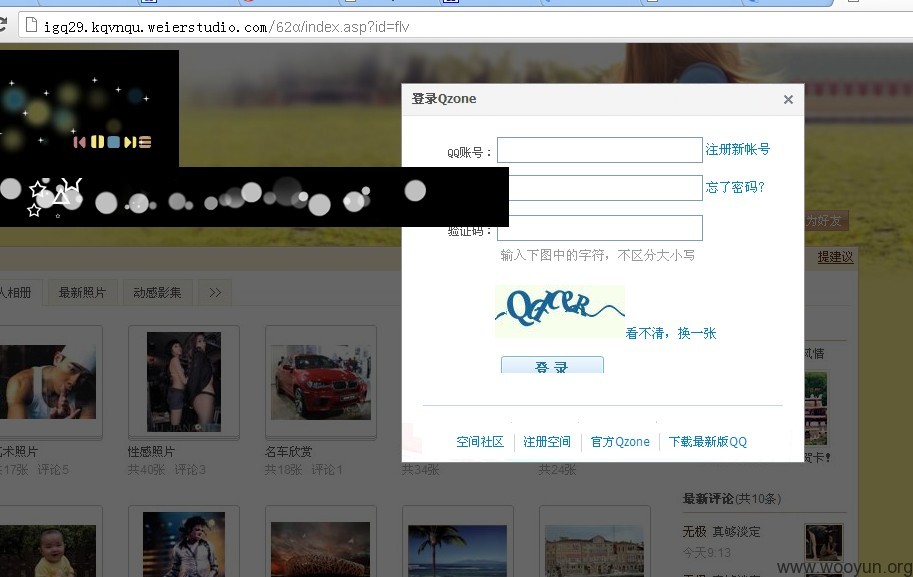 igq29.kqvnqu.weierstudio.com/62α/index.asp?id=flv
登录Qzone
QQ账号：
注册新帐号
忘了密码？
验证码：
输入下图中的字符，不区分大小写
看不清，换一张
登 录
空间社区 注册空间 官方Qzone 下载最新版QQ
为好友
提建议
人相册 最新照片 动感影集 >>
风情
艺术照片 性感照片 名车欣赏
共17张 评论5 共40张 评论3 共18张 评论1 共34张 共24张
贺卡！
最新评论(共10条)
无极 真够淡定
今天9:13
无极 真够淡定
www.wooyun.org